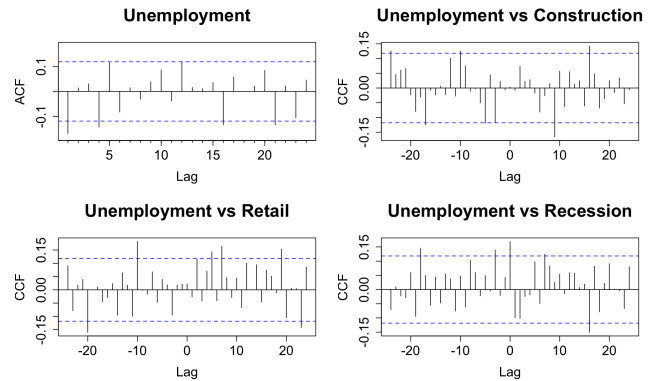 Unemployment
ACF
0.1
-0.1
5 10 15 20
Lag
Unemployment vs Construction
CCF
0.15
0.00
-0.15
-20 -10 0 10 20
Lag
Unemployment vs Retail
CCF
0.15
0.00
-0.15
-20 -10 0 10 20
Lag
Unemployment vs Recession
CCF
0.15
0.00
-0.15
-20 -10 0 10 20
Lag